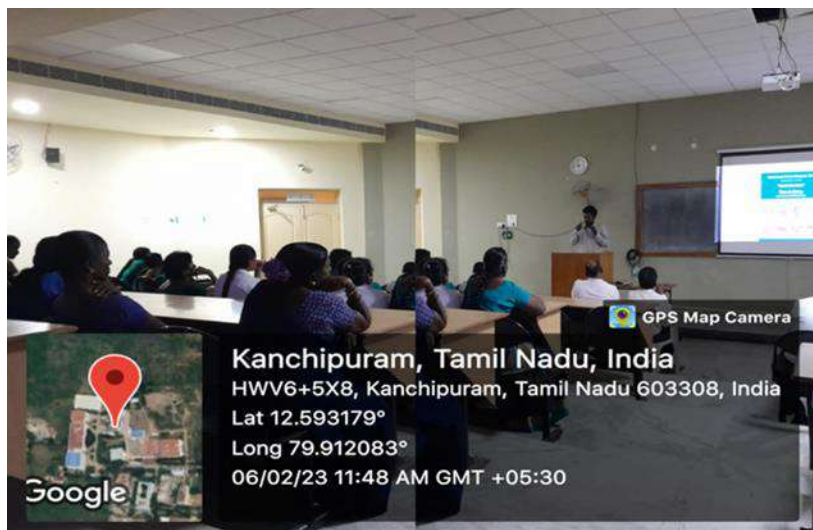 GPS Map Camera
Kanchipuram, Tamil Nadu, India
HWV6+5X8, Kanchipuram, Tamil Nadu 603308, India
Lat 12.593179°
Long 79.912083°
06/02/23 11:48 AM GMT +05:30
Google